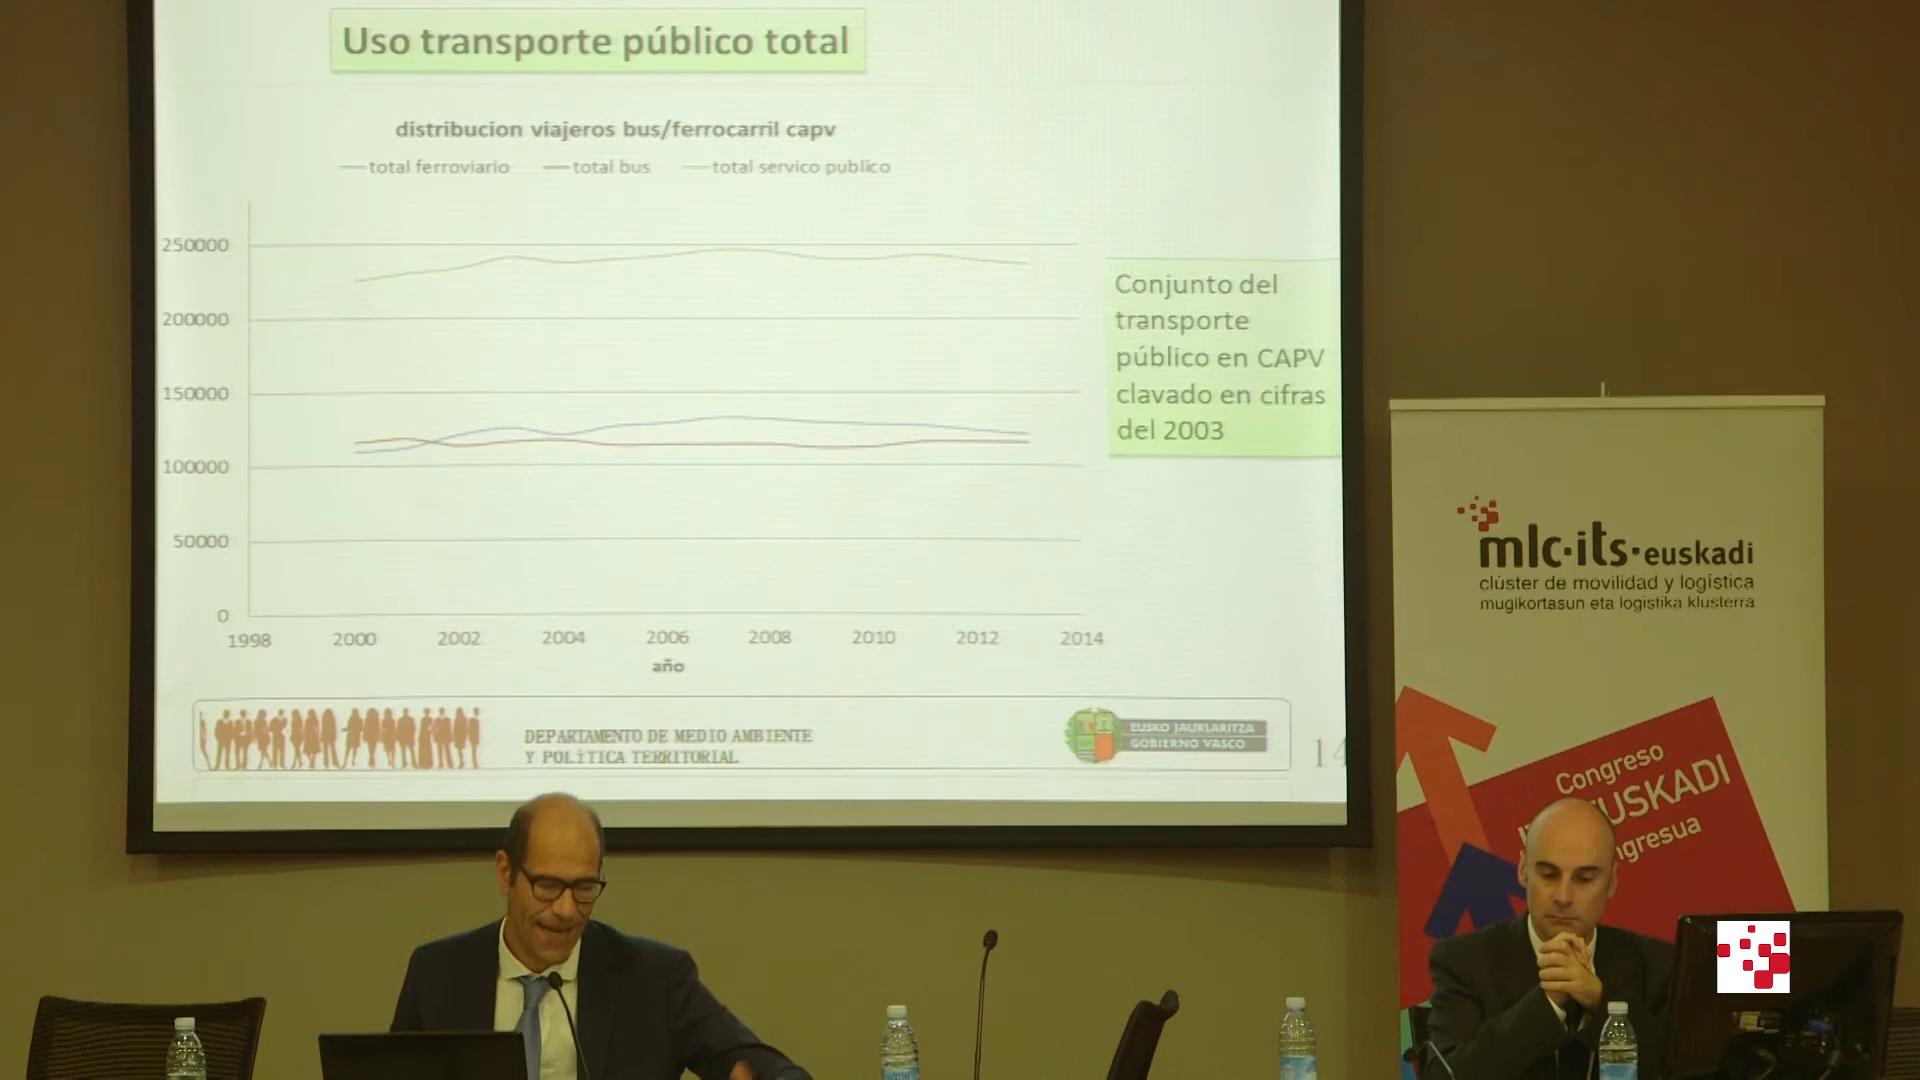 Uso transporte público total
distribucion viajeros bus/ferrocarril capv
total ferroviario total bus total servico publico
250000
200000
150000
100000
50000
0
1998 2000 2002 2004 2006 2008 2010 2012 2014
año
Conjunto del
transporte
público en CAPV
clavado en cifras
del 2003
DEPARTAMENTO DE MEDIO AMBIENTE
Y POLÍTICA TERRITORIAL
EUSKO JAURLARITZA
GOBIERNO VASCO
14
mlc·its·euskadi
clúster de movilidad y logística
mugikortasun eta logistika klusterra
Congreso